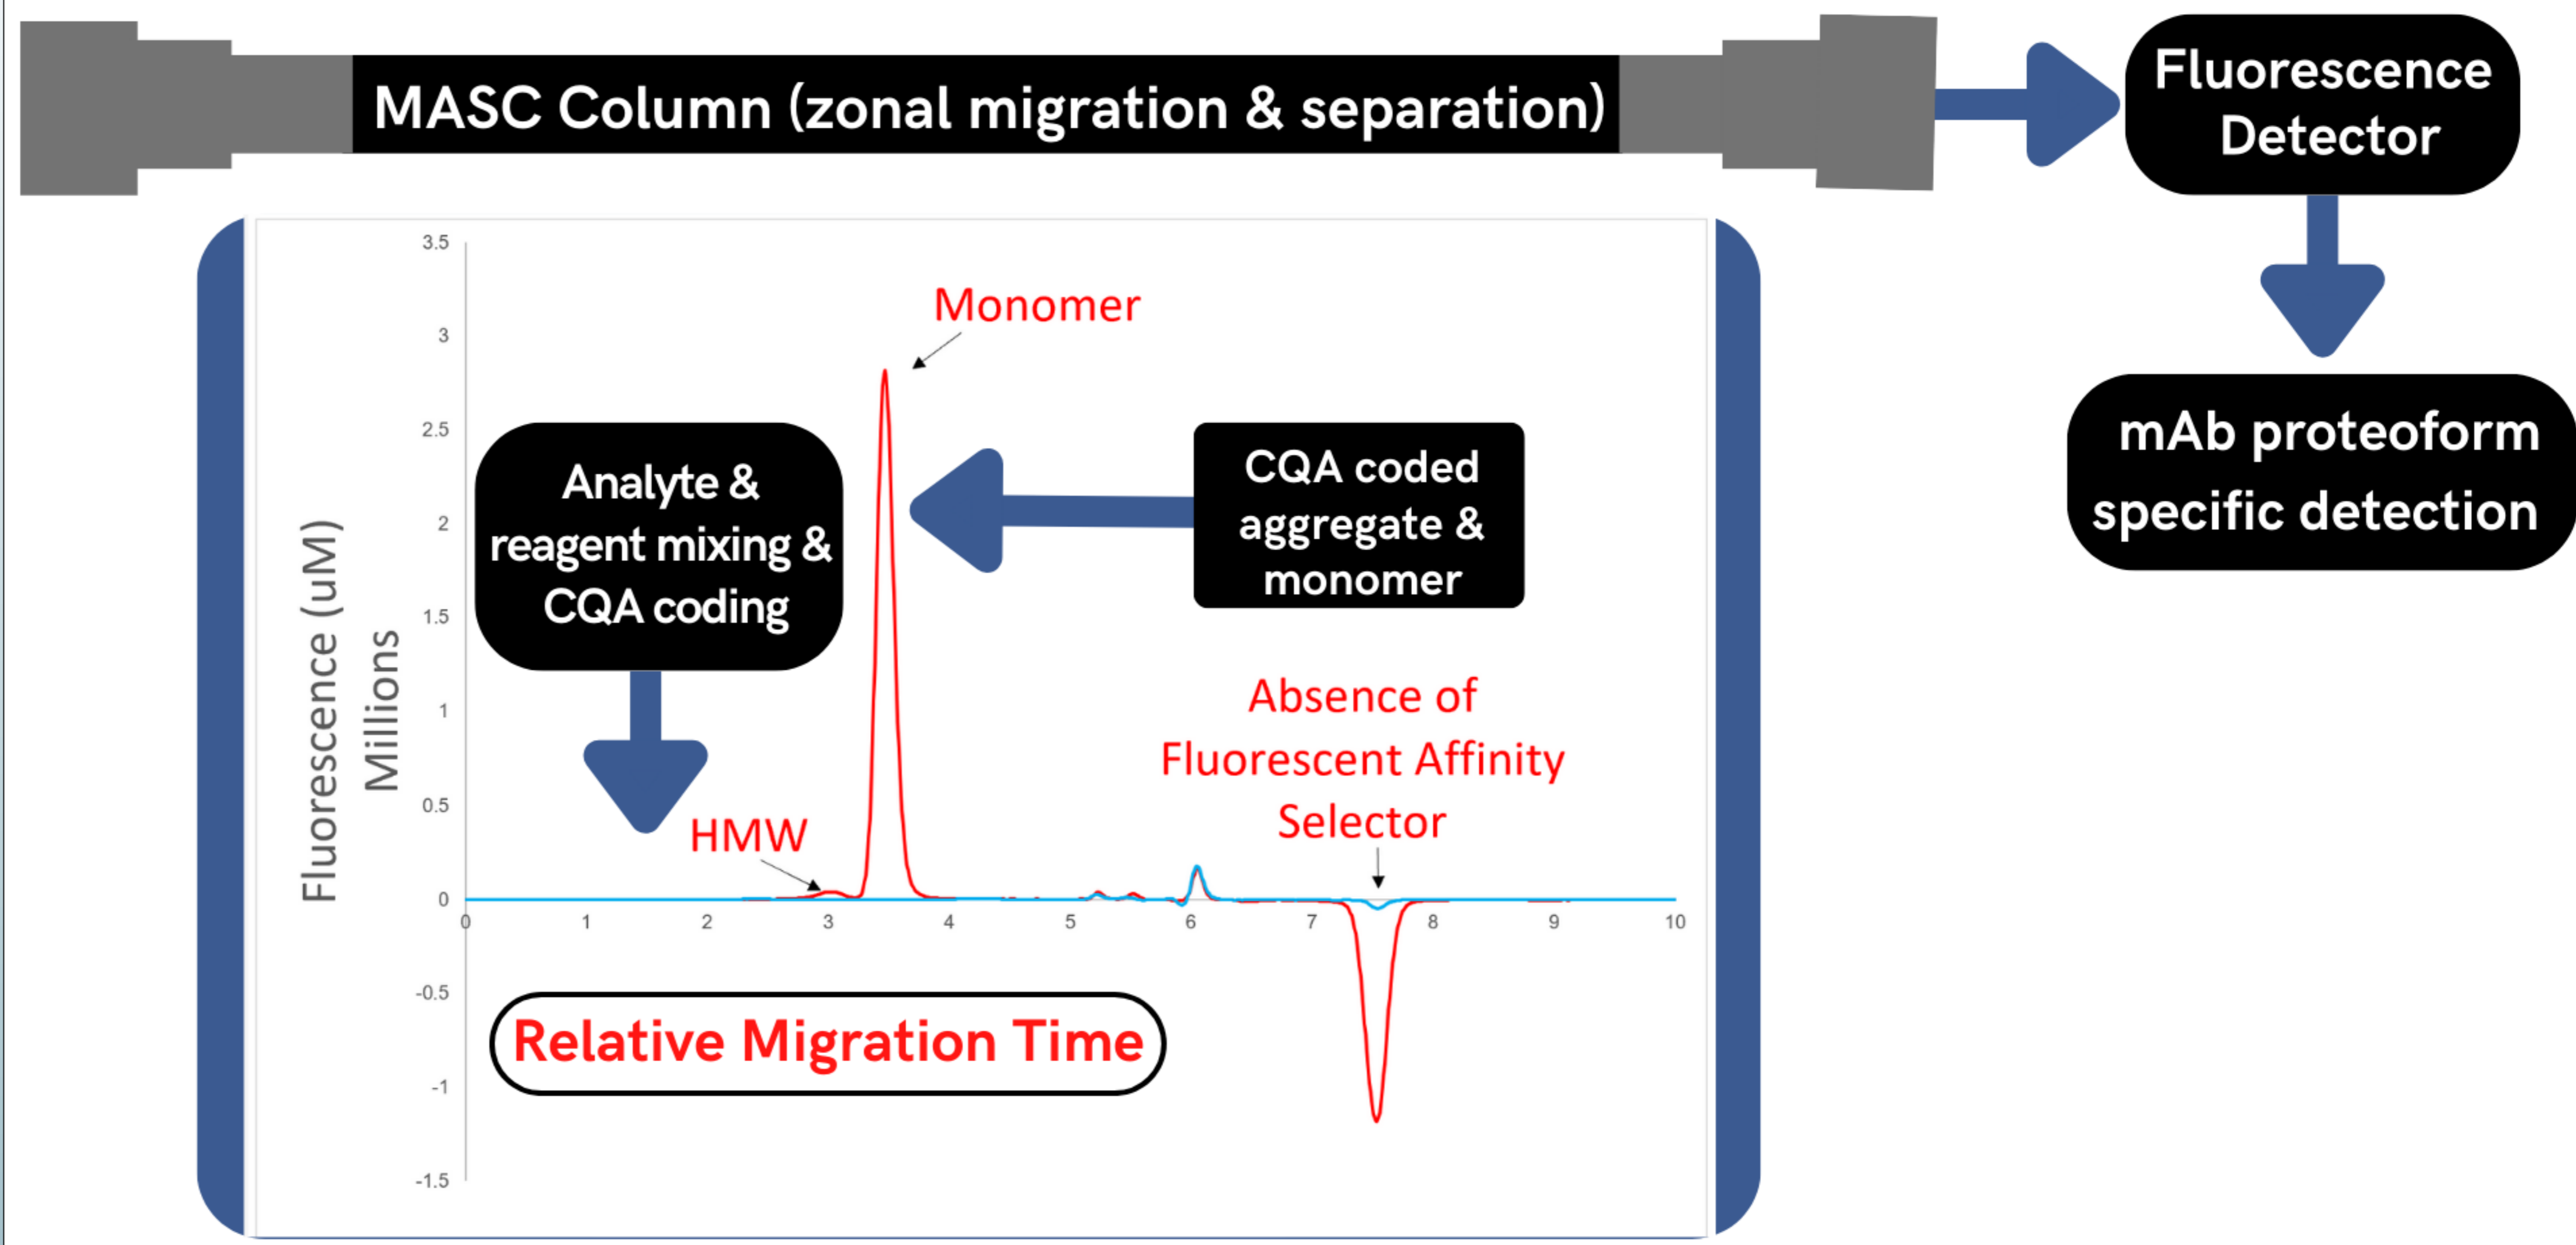 MASC Column (zonal migration & separation)
Fluorescence
Detector
mAb proteoform
specific detection
3.5
3
2.5
2
1.5
1
0.5
0
-0.5
-1
-1.5
Fluorescence (uM)
Millions
Monomer
Analyte &
reagent mixing &
CQA coding
CQA coded
aggregate &
monomer
HMW
Absence of
Fluorescent Affinity
Selector
0 1 2 3 4 5 6 7 8 9 10
Relative Migration Time